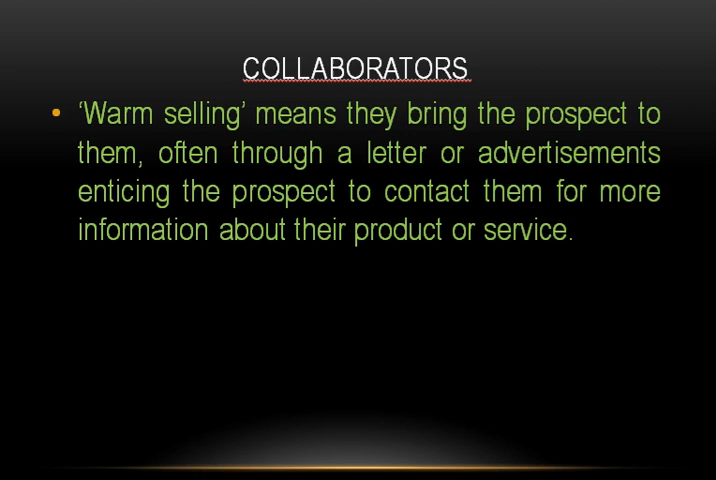 COLLABORATORS
• ‘Warm selling’ means they bring the prospect to
them, often through a letter or advertisements
enticing the prospect to contact them for more
information about their product or service.